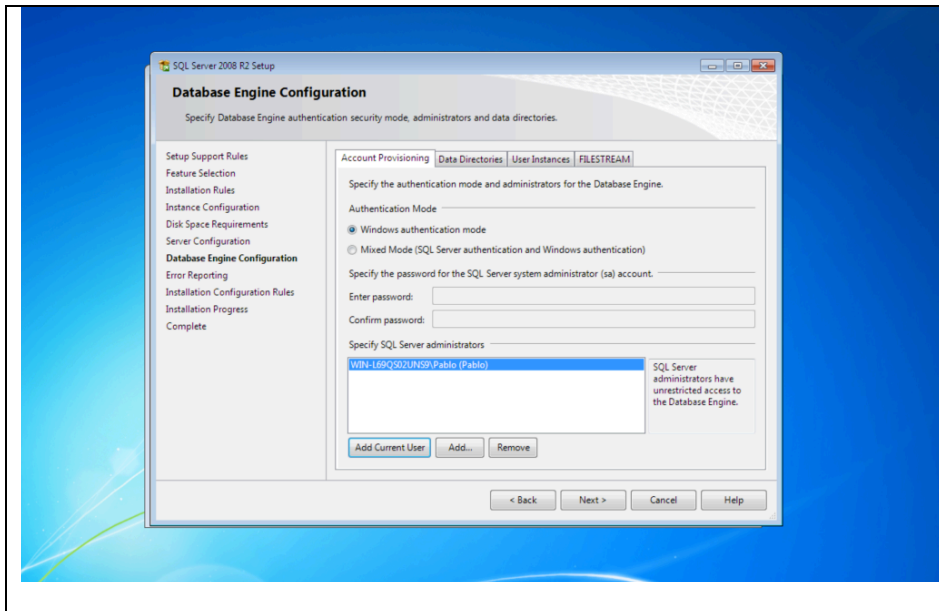 SQL Server 2008 R2 Setup
Database Engine Configuration
Specify Database Engine authentication security mode, administrators and data directories.
Setup Support Rules
Feature Selection
Installation Rules
Instance Configuration
Disk Space Requirements
Server Configuration
Database Engine Configuration
Error Reporting
Installation Configuration Rules
Installation Progress
Complete
Account Provisioning Data Directories User Instances FILESTREAM
Specify the authentication mode and administrators for the Database Engine.
Authentication Mode
Windows authentication mode
Mixed Mode (SQL Server authentication and Windows authentication)
Specify the password for the SQL Server system administrator (sa) account.
Enter password:
Confirm password:
Specify SQL Server administrators
WIN-L69QS02UNS9\Pablo (Pablo)
SQL Server
administrators have
unrestricted access to
the Database Engine.
Add Current User Add... Remove
< Back Next > Cancel Help